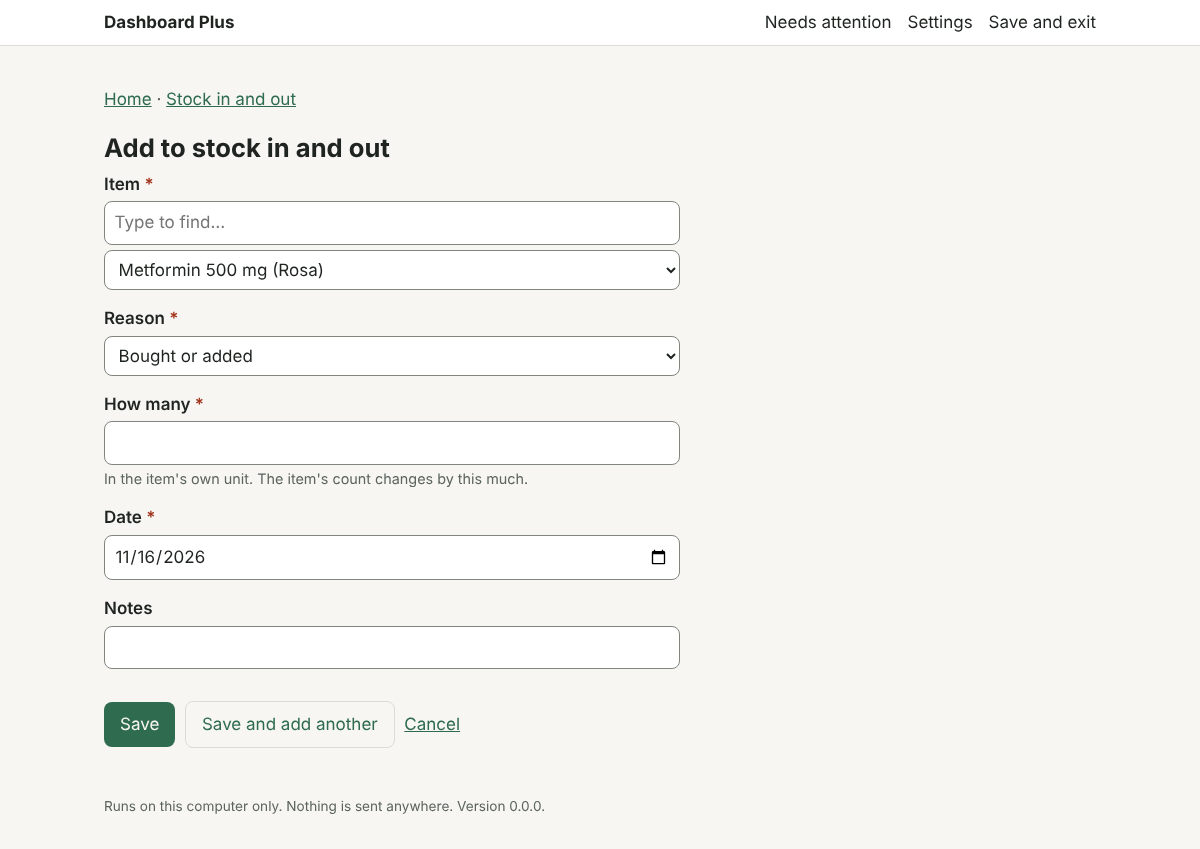 Dashboard Plus
Needs attention Settings Save and exit
Home · Stock in and out
Add to stock in and out
Item *
Type to find...
Metformin 500 mg (Rosa)
Reason *
Bought or added
How many *
In the item's own unit. The item's count changes by this much.
Date *
11/16/2026
Notes
Save Save and add another Cancel
Runs on this computer only. Nothing is sent anywhere. Version 0.0.0.